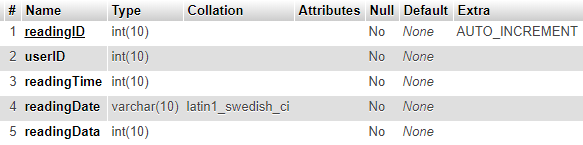 # Name Type Collation Attributes Null Default Extra
1 readingID int(10) No None AUTO_INCREMENT
2 userID int(10) No None
3 readingTime int(10) No None
4 readingDate varchar(10) latin1_swedish_ci No None
5 readingData int(10) No None